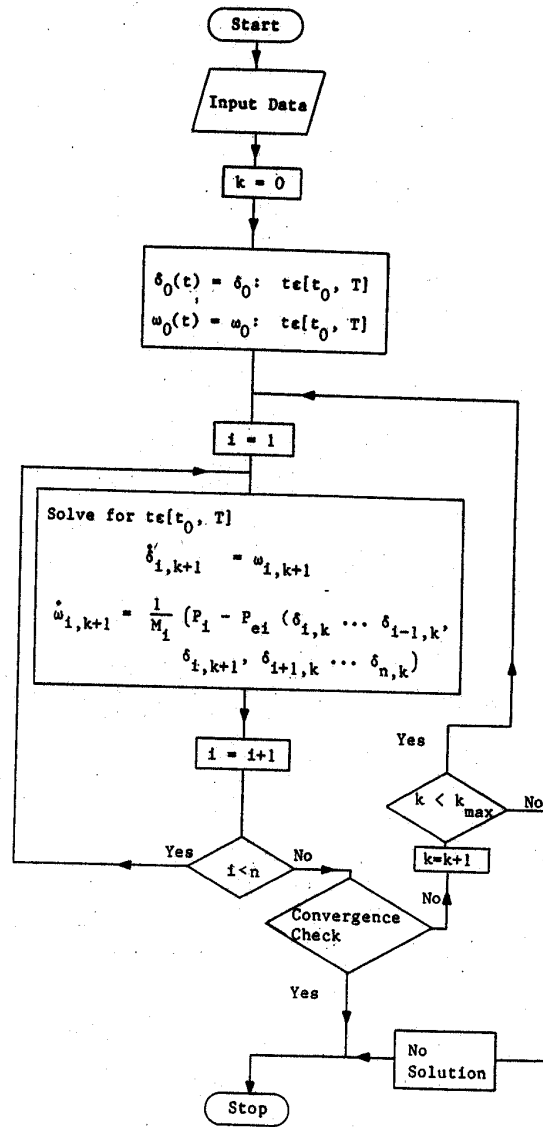 Start
Input Data
k = 0
δ₀(t) = δ₀: tε[t₀, T]
ω₀(t) = ω₀: tε[t₀, T]
i = 1
Solve for tε[t₀, T]
δ̇'i,k+1 = ωi,k+1
ω̇i,k+1 = 1/Mi (Pi - Pei (δi,k ... δi-1,k,
δi,k+1, δi+1,k ... δn,k)
i = i+1
Yes
i<n
No
Convergence
Check
No
k=k+1
k < kmax
Yes
No
Yes
No
Solution
Stop